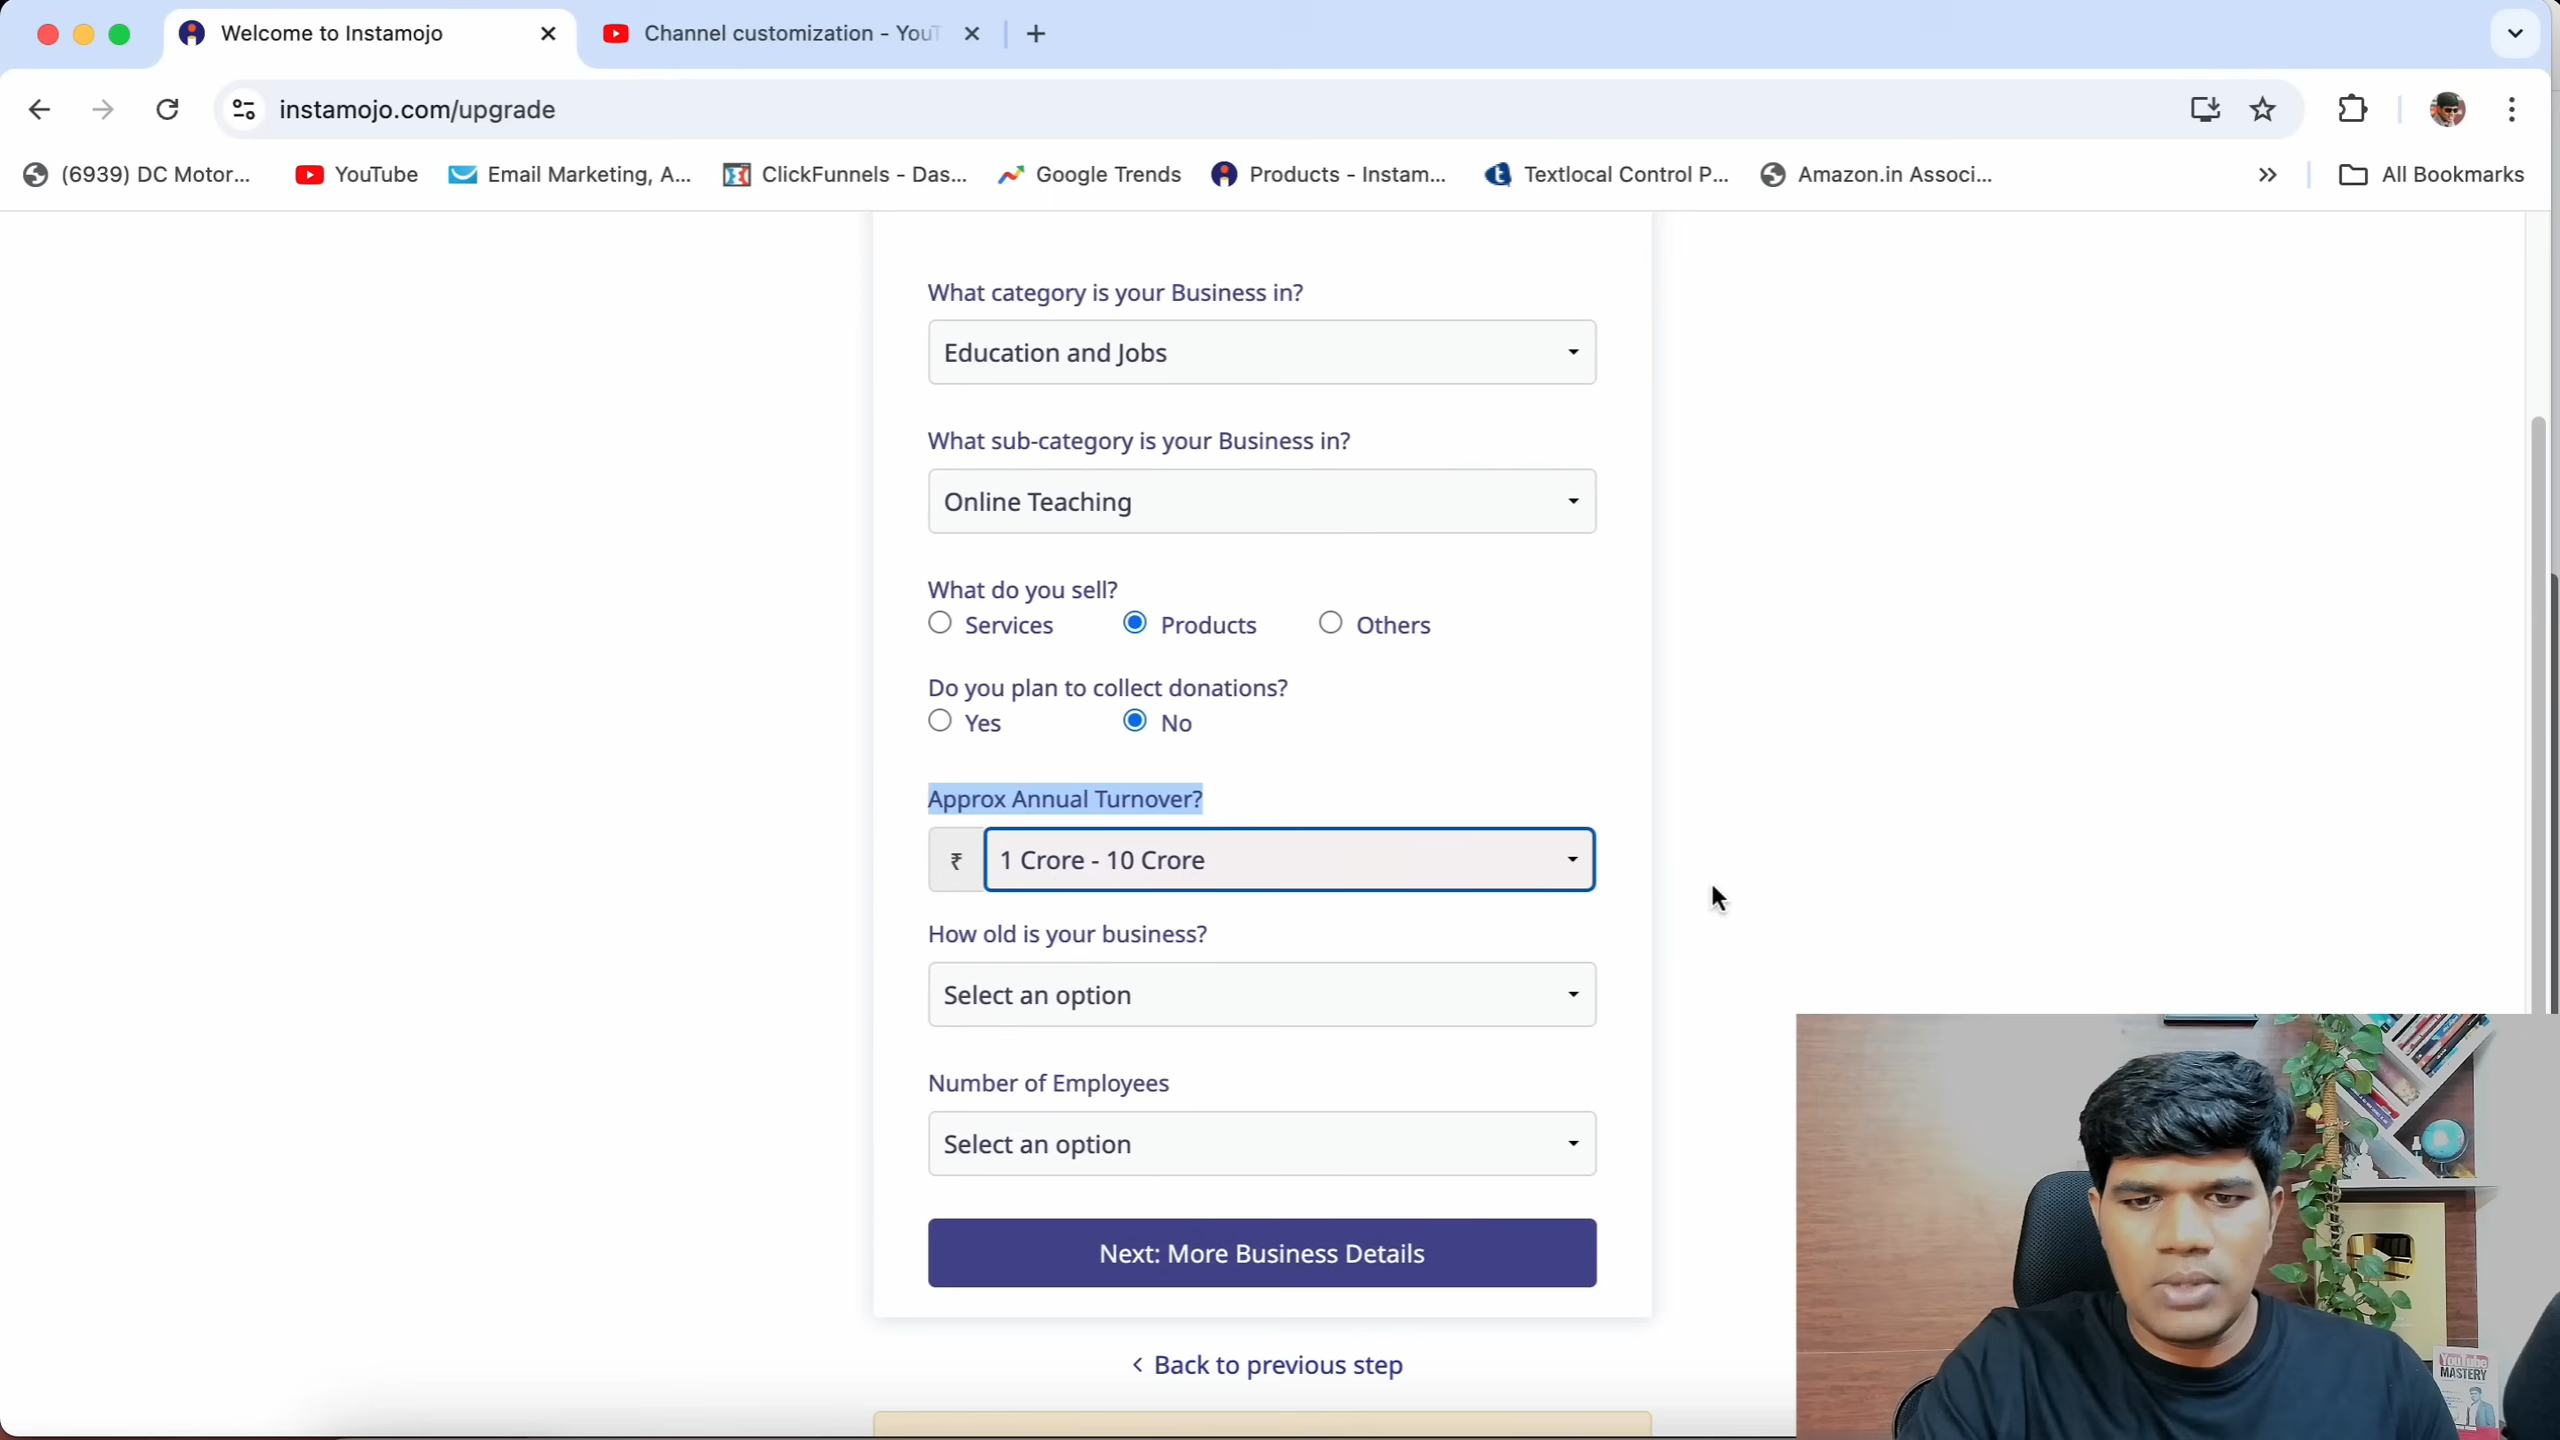 Welcome to Instamojo
Channel customization - YouT
instamojo.com/upgrade
(6939) DC Motor...
YouTube
Email Marketing, A...
ClickFunnels - Das...
Google Trends
Products - Instam...
Textlocal Control P...
Amazon.in Associ...
All Bookmarks
What category is your Business in?
Education and Jobs
What sub-category is your Business in?
Online Teaching
What do you sell?
Services Products Others
Do you plan to collect donations?
Yes No
Approx Annual Turnover?
₹ 1 Crore - 10 Crore
How old is your business?
Select an option
Number of Employees
Select an option
Next: More Business Details
< Back to previous step
YouTube
MASTERY